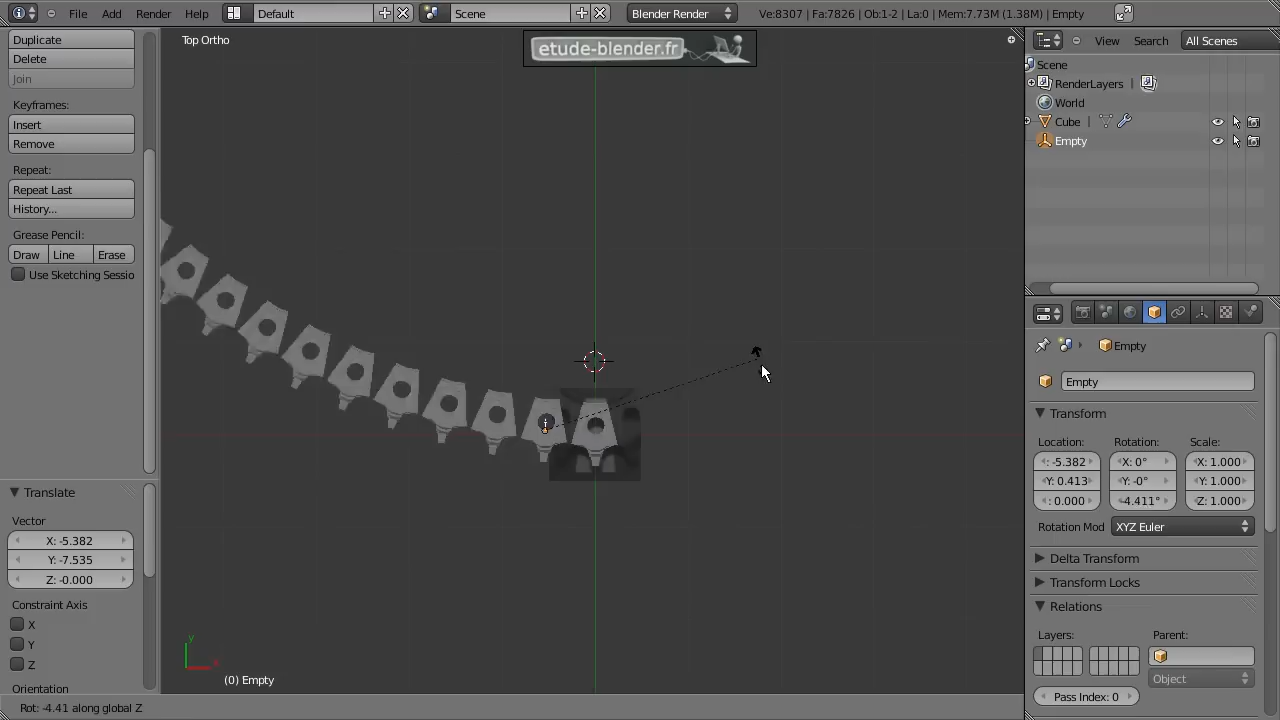 File Add Render Help Default Scene Blender Render Ve:8307 | Fa:7826 | Ob:1-2 | La:0 | Mem:7.73M (1.38M) | Empty
Duplicate
Delete
Join
Keyframes:
Insert
Remove
Repeat:
Repeat Last
History...
Grease Pencil:
Draw Line Erase
Use Sketching Sessio
Translate
Vector
X: -5.382
Y: -7.535
Z: -0.000
Constraint Axis
X
Y
Z
Orientation
Top Ortho
etude-blender.fr
y
x
(0) Empty
Rot: -4.41 along global Z
View Search All Scenes
Scene
RenderLayers |
World
Cube |
Empty
Empty
Empty
Transform
Location: Rotation: Scale:
: -5.382 X: 0° X: 1.000
Y: 0.413 Y: -0° Y: 1.000
: 0.000 -4.411° Z: 1.000
Rotation Mod XYZ Euler
Delta Transform
Transform Locks
Relations
Layers: Parent:
Object
Pass Index: 0